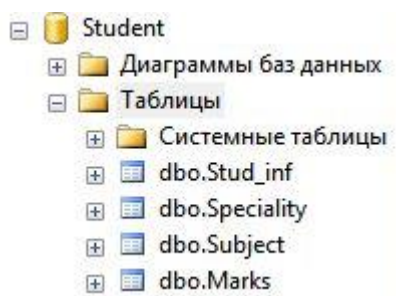 Student
Диаграммы баз данных
Таблицы
Системные таблицы
dbo.Stud_inf
dbo.Speciality
dbo.Subject
dbo.Marks